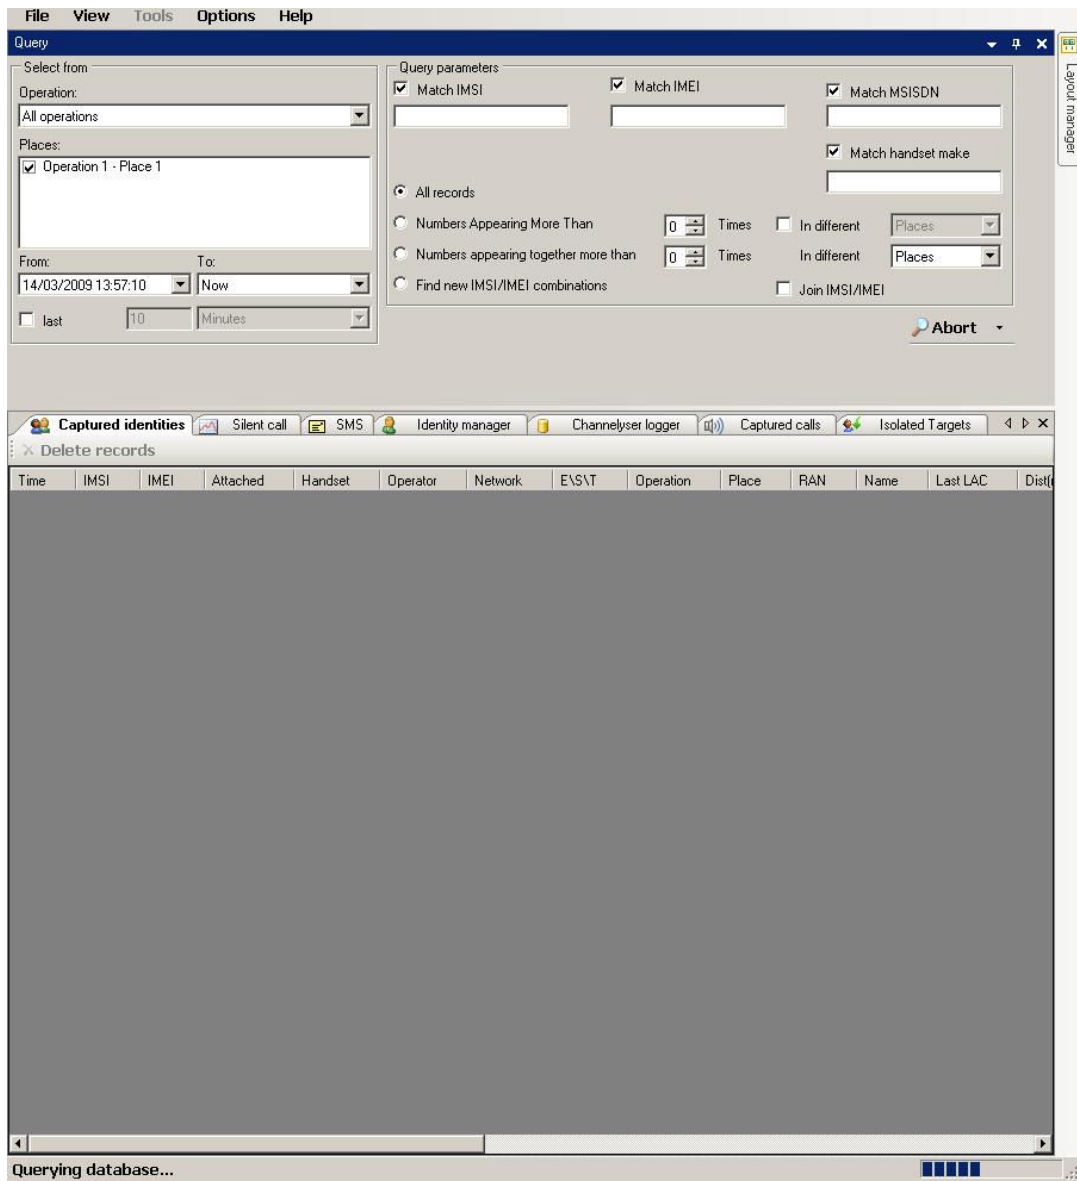 File View Tools Options Help
Query
Layout manager
Select from
Operation:
All operations
Places:
Operation 1 - Place 1
From: To:
14/03/2009 13:57:10 Now
last 10 Minutes
Query parameters
Match IMSI Match IMEI Match MSISDN
Match handset make
All records
Numbers Appearing More Than 0 Times In different Places
Numbers appearing together more than 0 Times In different Places
Find new IMSI/IMEI combinations Join IMSI/IMEI
Abort
Captured identities Silent call SMS Identity manager Channelyser logger Captured calls Isolated Targets
Delete records
Time IMSI IMEI Attached Handset Operator Network E\S\T Operation Place RAN Name Last LAC Dist(
Querying database...